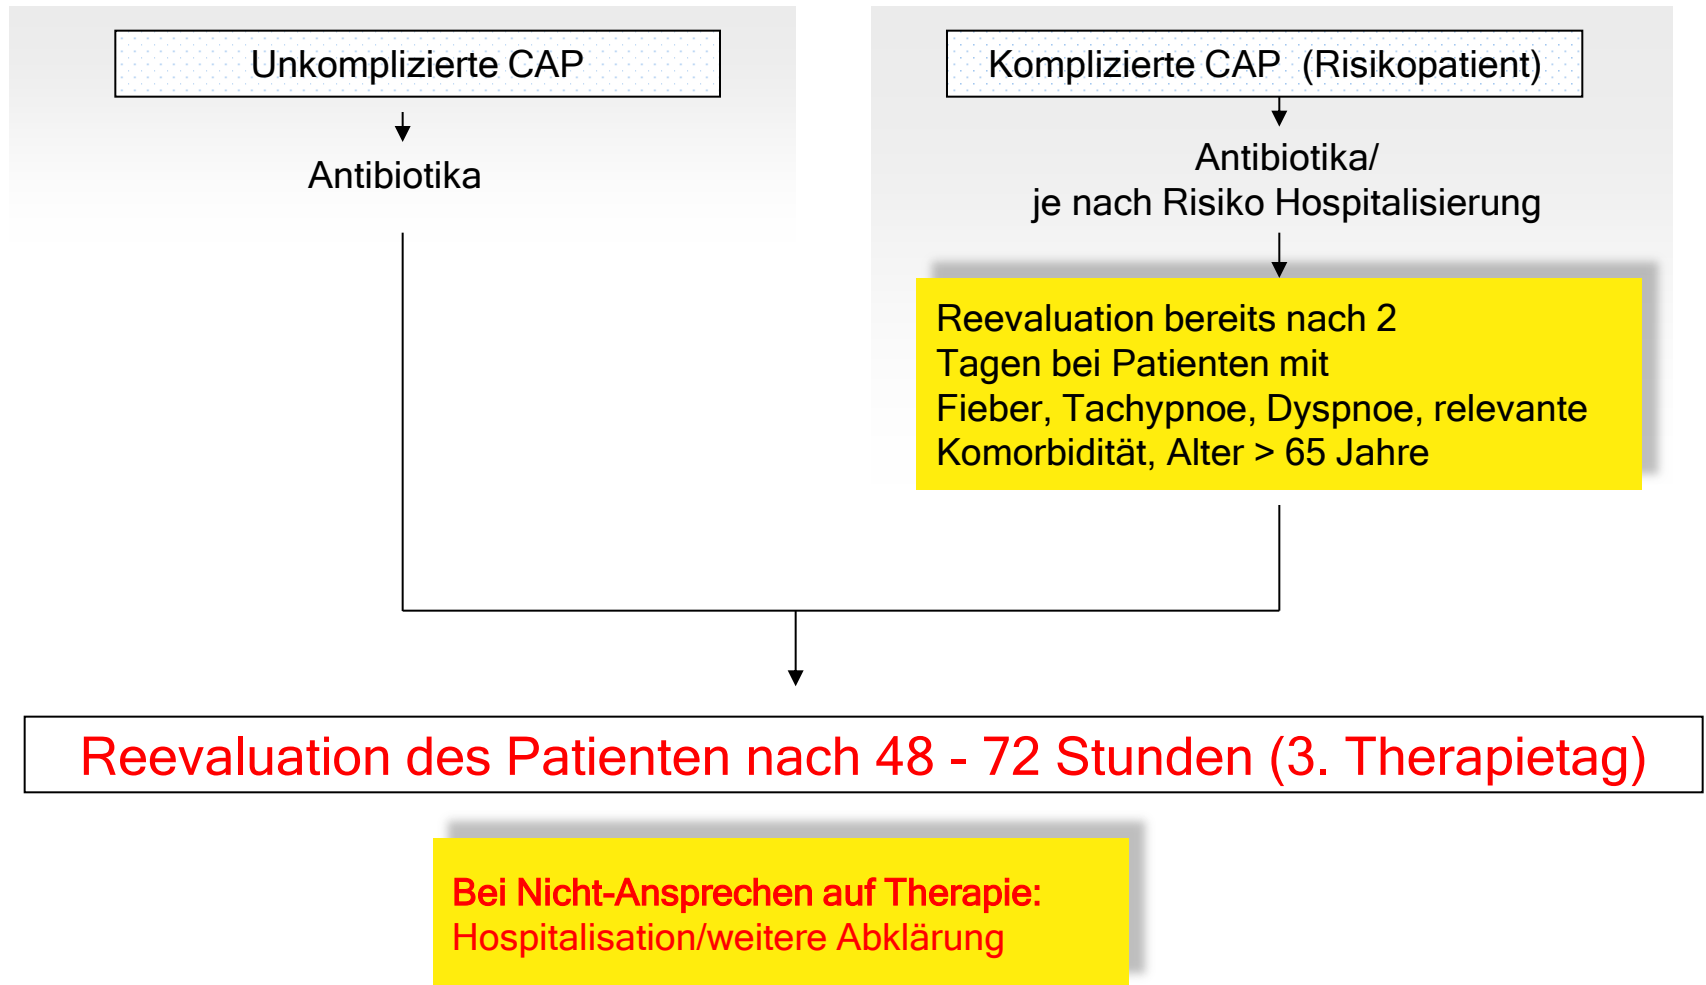 Unkomplizierte CAP
Antibiotika
Komplizierte CAP (Risikopatient)
Antibiotika/
je nach Risiko Hospitalisierung
Reevaluation bereits nach 2
Tagen bei Patienten mit
Fieber, Tachypnoe, Dyspnoe, relevante
Komorbidität, Alter > 65 Jahre
Reevaluation des Patienten nach 48 - 72 Stunden (3. Therapietag)
Bei Nicht-Ansprechen auf Therapie:
Hospitalisation/weitere Abklärung